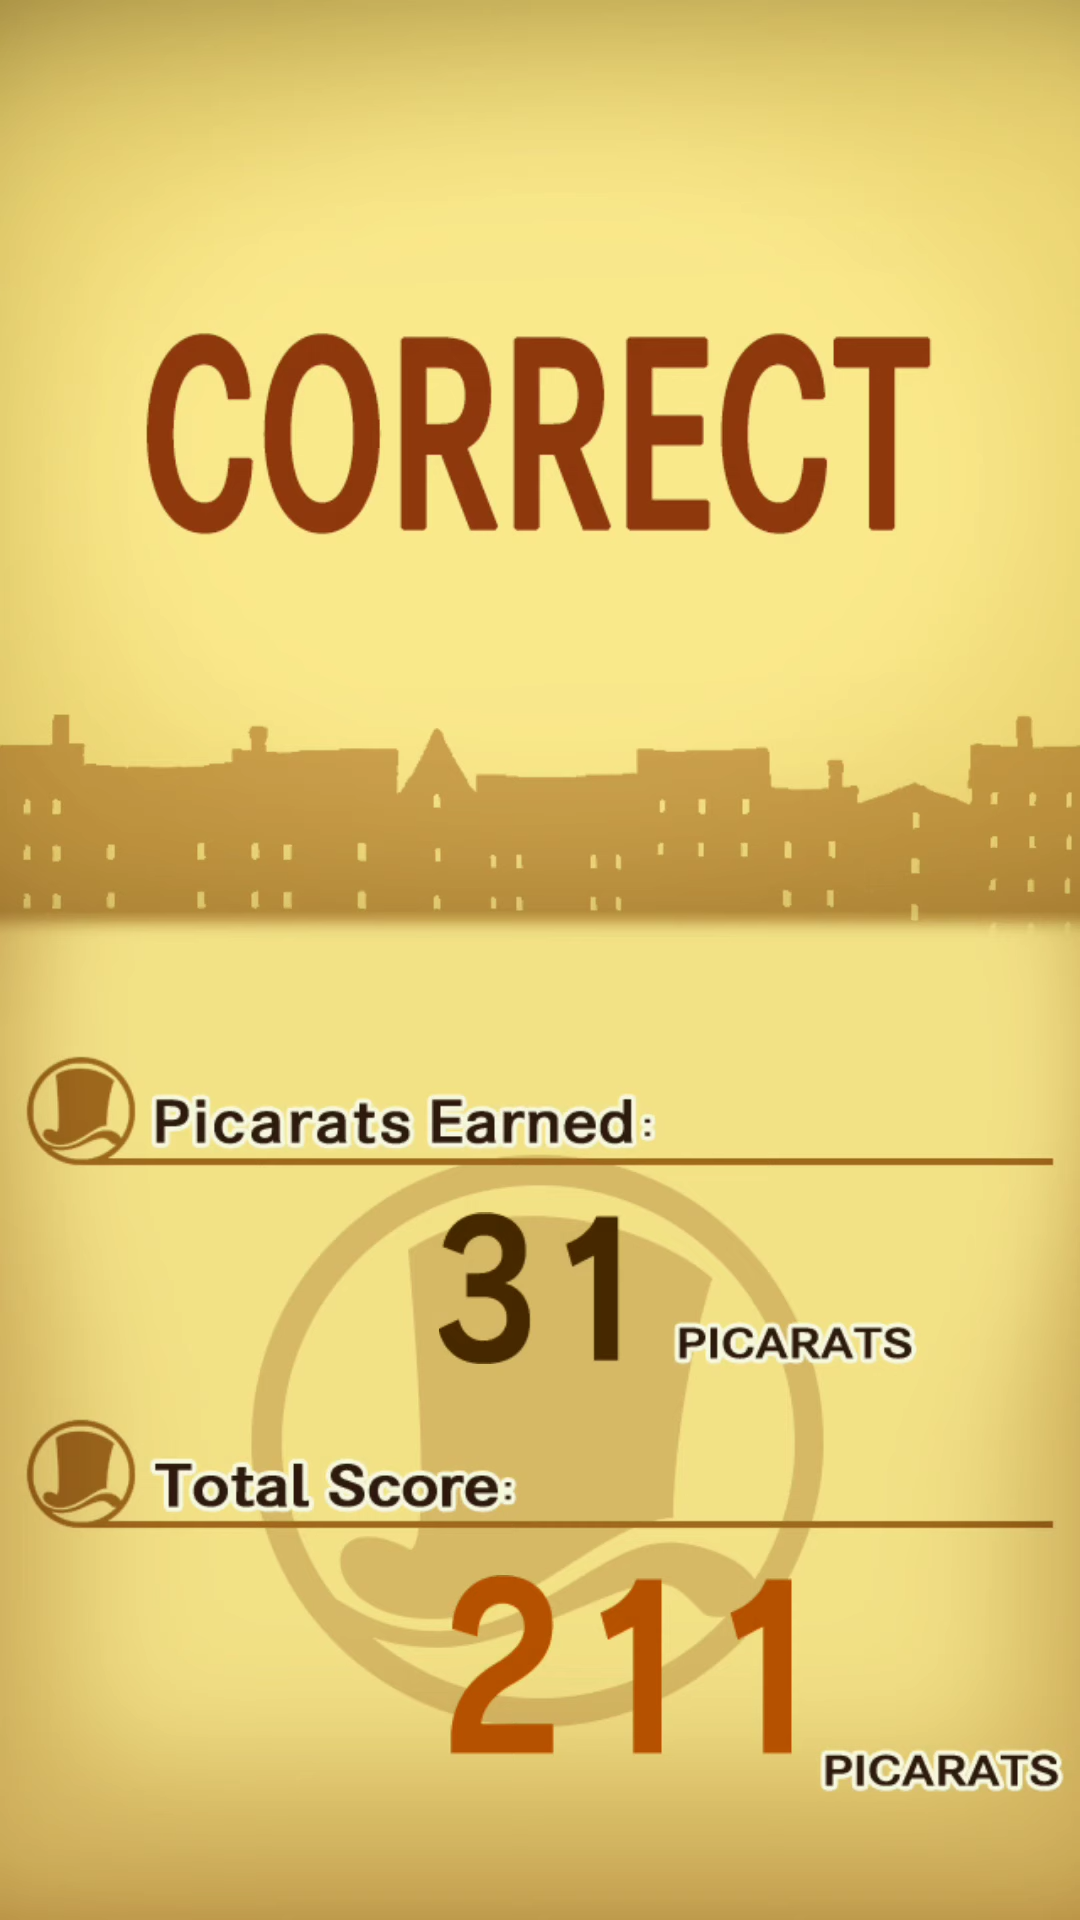 CORRECT
Picarats Earned:
31 PICARATS
Total Score:
211 PICARATS